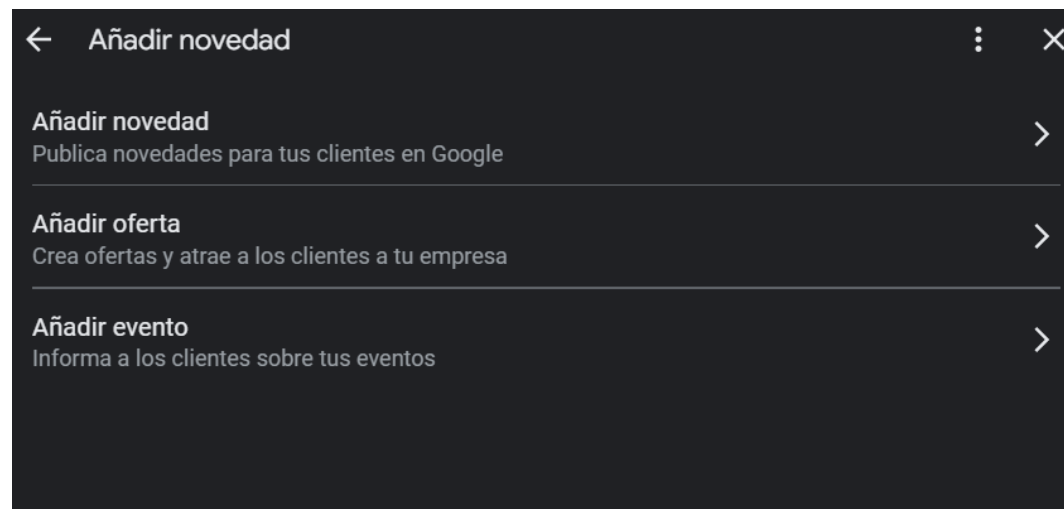 Añadir novedad
Añadir novedad
Publica novedades para tus clientes en Google
Añadir oferta
Crea ofertas y atrae a los clientes a tu empresa
Añadir evento
Informa a los clientes sobre tus eventos